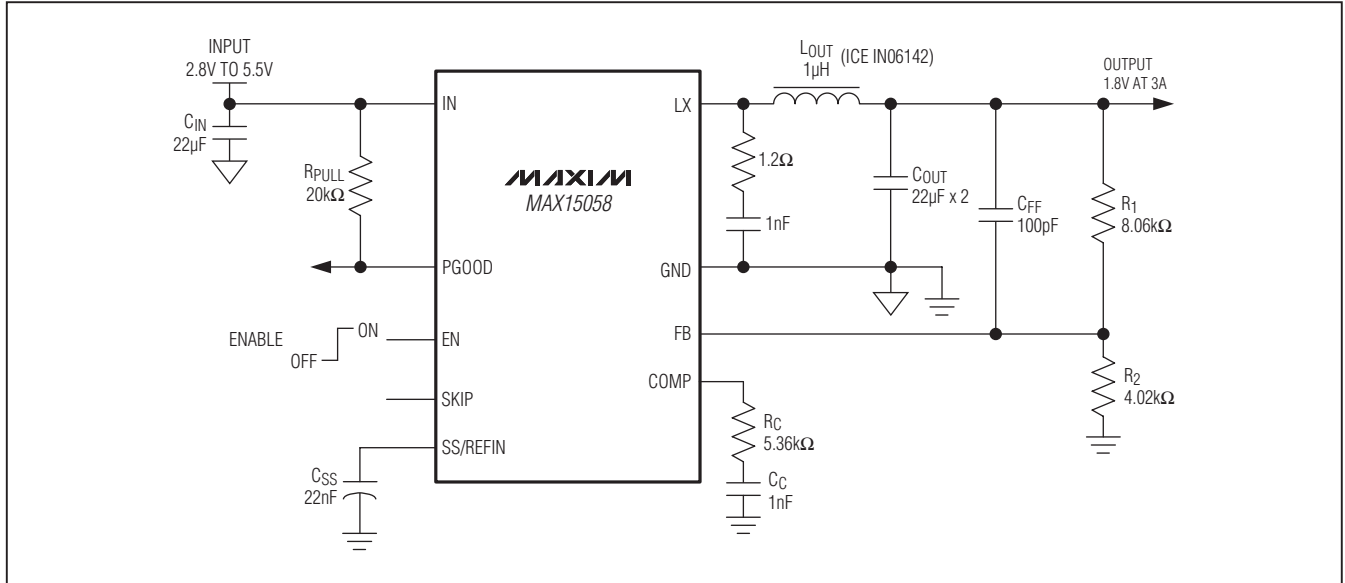 INPUT
2.8V TO 5.5V
CIN
22µF
RPULL
20kΩ
IN
PGOOD
ENABLE
OFF
ON
EN
SKIP
SS/REFIN
CSS
22nF
MAXIM
MAX15058
LX
GND
FB
COMP
LOUT (ICE IN06142)
1µH
1.2Ω
1nF
COUT
22µF x 2
CFF
100pF
OUTPUT
1.8V AT 3A
R1
8.06kΩ
R2
4.02kΩ
RC
5.36kΩ
CC
1nF